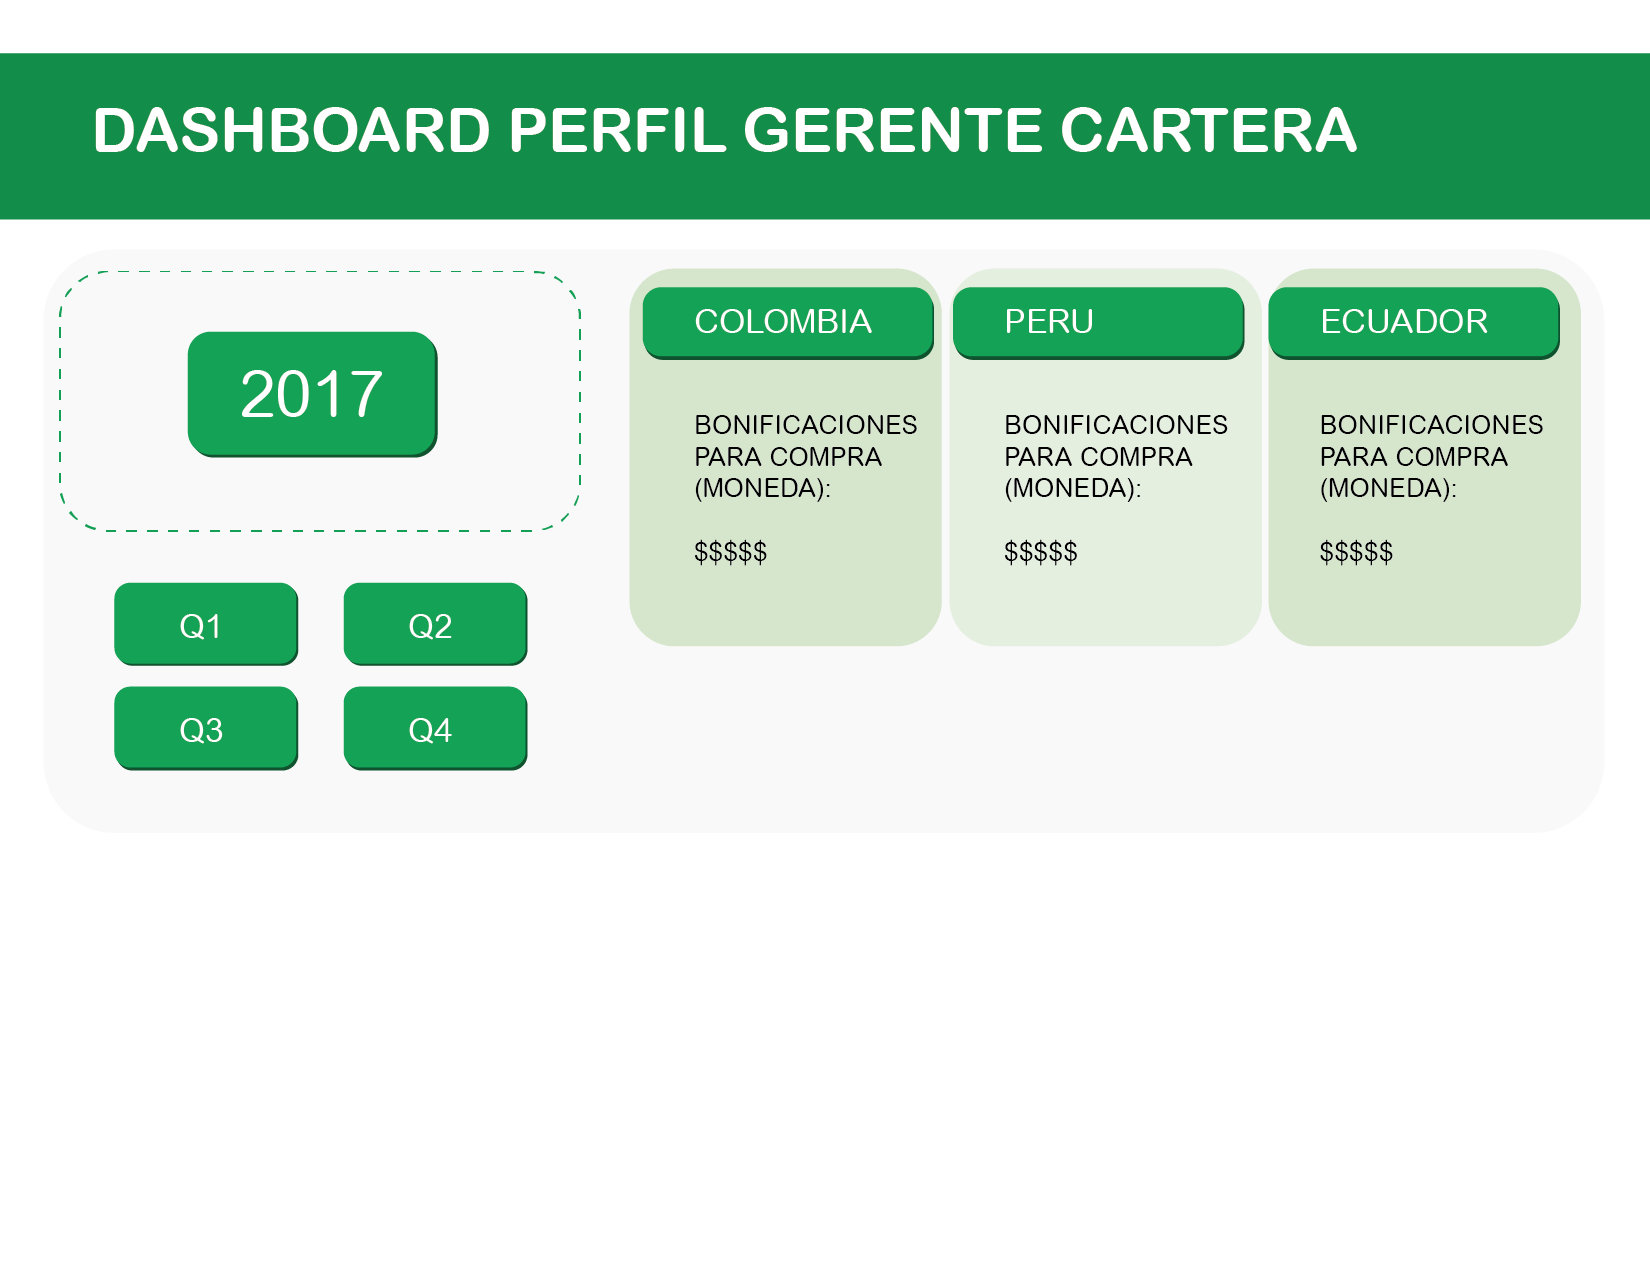 DASHBOARD PERFIL GERENTE CARTERA
2017
Q1
Q2
Q3
Q4
COLOMBIA
BONIFICACIONES
PARA COMPRA
(MONEDA):
$$$$$
PERU
BONIFICACIONES
PARA COMPRA
(MONEDA):
$$$$$
ECUADOR
BONIFICACIONES
PARA COMPRA
(MONEDA):
$$$$$